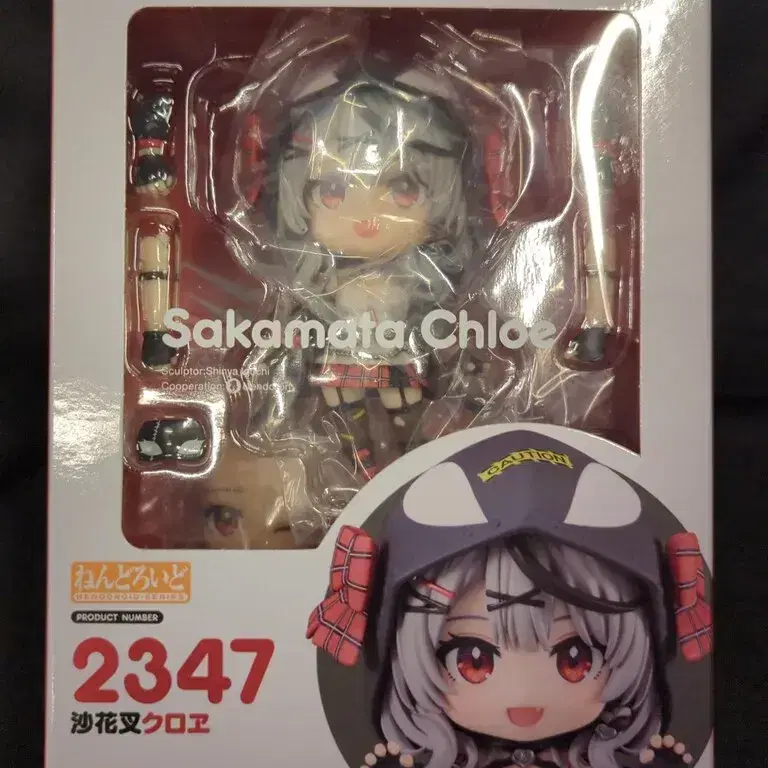 Sakamata Chloe
Sculptor:Shinya
Cooperation:
CAUTION
ねんどろいど
NENDOROID-SERIES
PRODUCT NUMBER
2347
沙花叉クロヱ